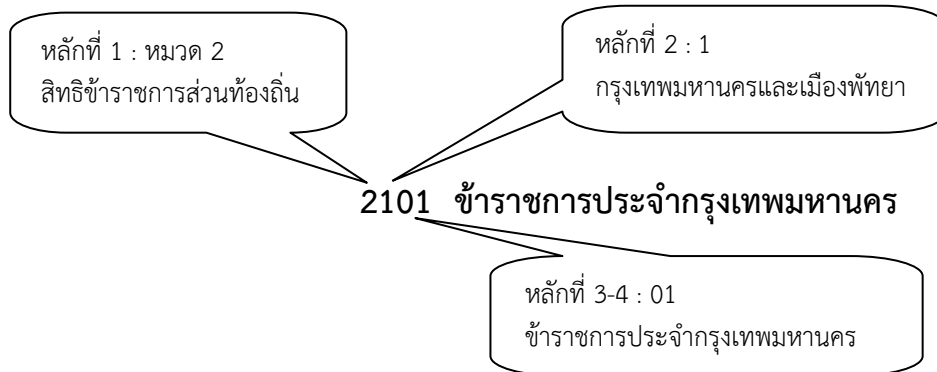 หลักที่ 1 : หมวด 2
สิทธิข้าราชการส่วนท้องถิ่น
หลักที่ 2 : 1
กรุงเทพมหานครและเมืองพัทยา
2101 ข้าราชการประจำกรุงเทพมหานคร
หลักที่ 3-4 : 01
ข้าราชการประจำกรุงเทพมหานคร